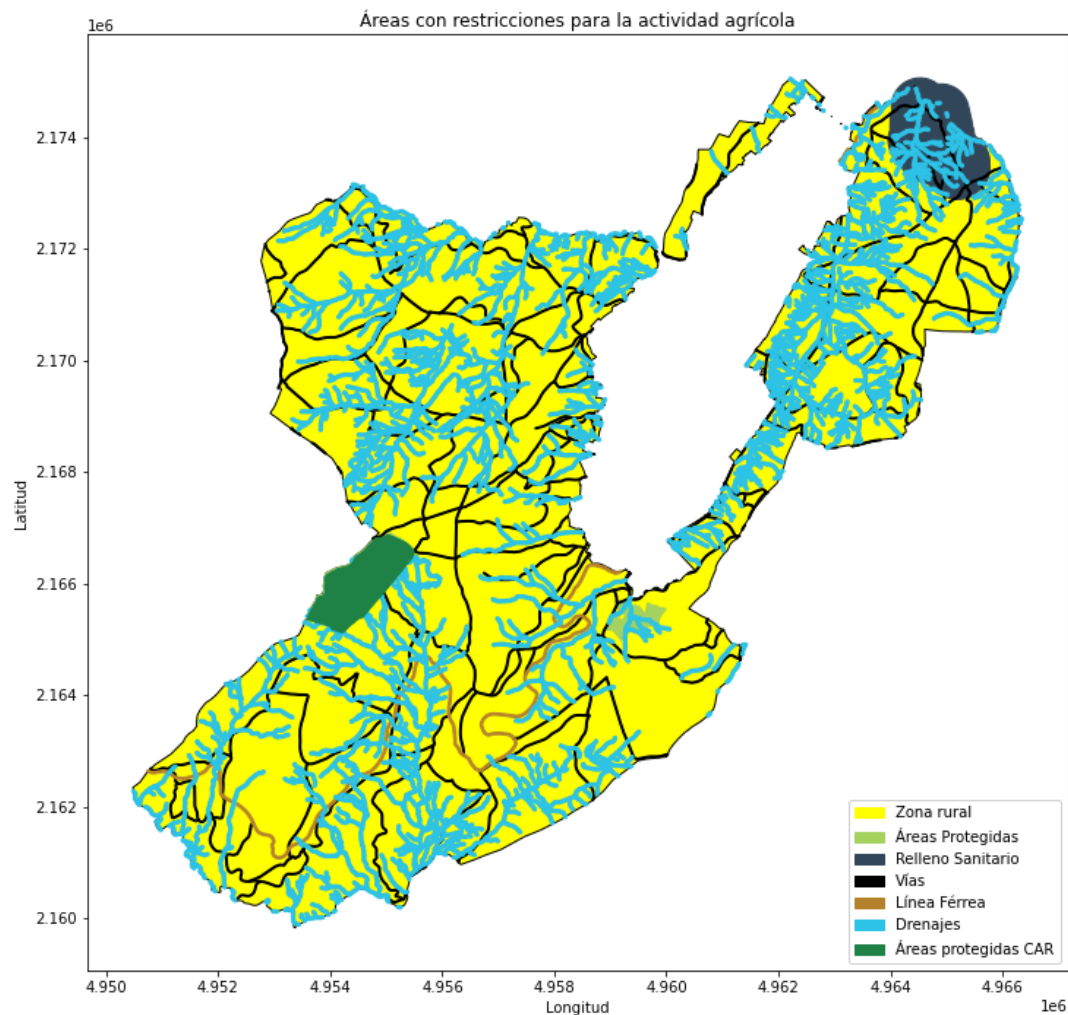 Áreas con restricciones para la actividad agrícola
1e6
2.174
2.172
2.170
2.168
2.166
2.164
2.162
2.160
Latitud
Zona rural
Áreas Protegidas
Relleno Sanitario
Vías
Línea Férrea
Drenajes
Áreas protegidas CAR
4.950 4.952 4.954 4.956 4.958 4.960 4.962 4.964 4.966
Longitud
1e6